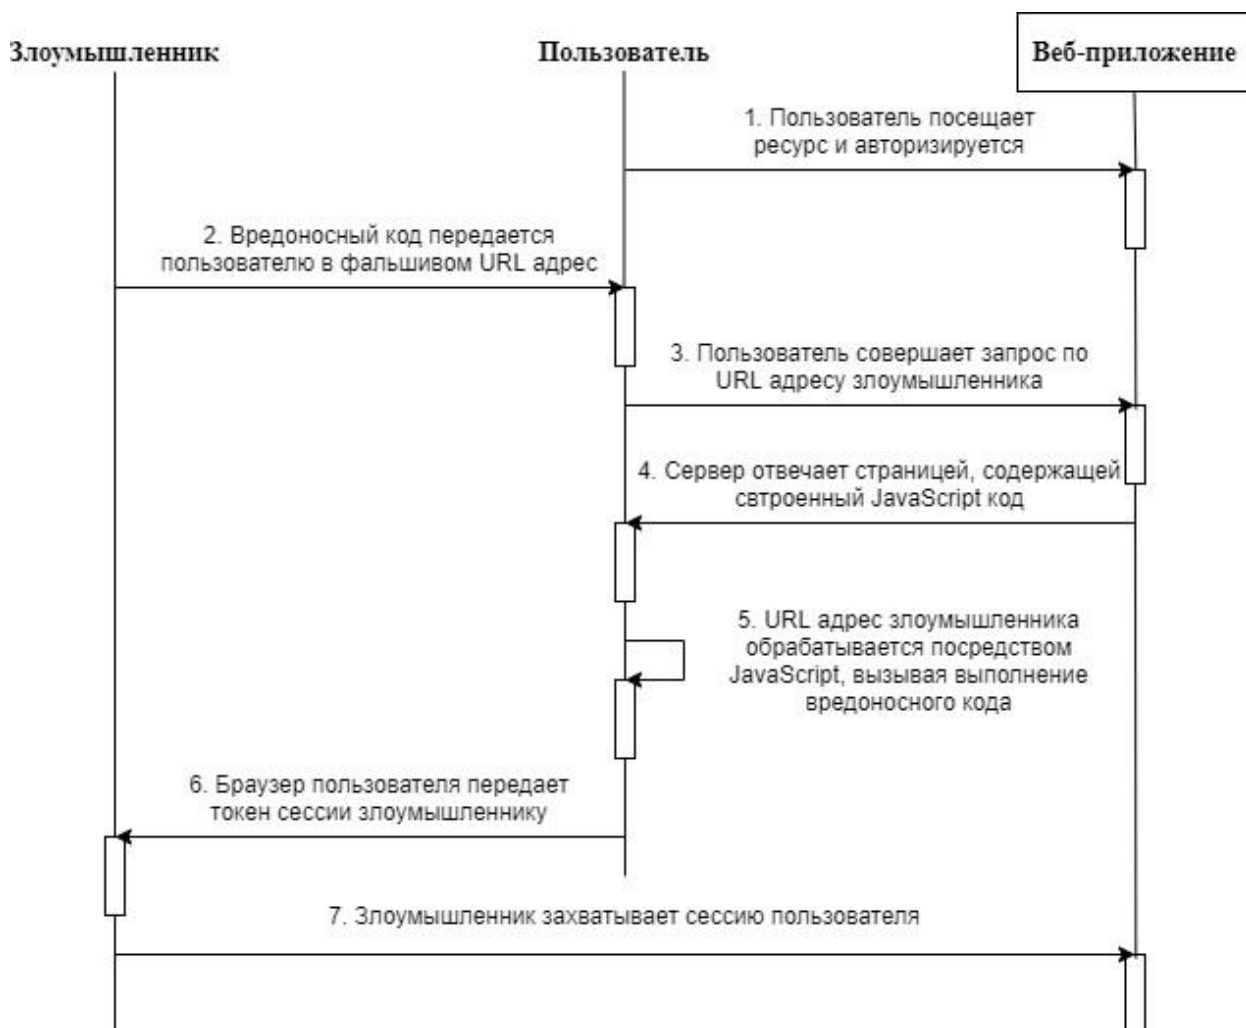 Злоумышленник
Пользователь
Веб-приложение
1. Пользователь посещает
ресурс и авторизируется
2. Вредоносный код передается
пользователю в фальшивом URL адрес
3. Пользователь совершает запрос по
URL адресу злоумышленника
4. Сервер отвечает страницей, содержащей
свтроенный JavaScript код
5. URL адрес злоумышленника
обрабатывается посредством
JavaScript, вызывая выполнение
вредоносного кода
6. Браузер пользователя передает
токен сессии злоумышленнику
7. Злоумышленник захватывает сессию пользователя